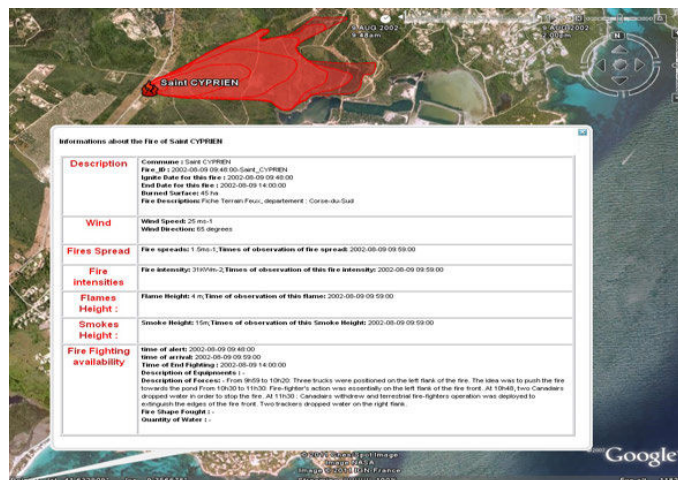 9 AUG 2002
9:48am
9 AUG 2002
N
Saint CYPRIEN
Informations about the Fire of Saint CYPRIEN
Description
Commune : Saint CYPRIEN
Fire_ID : 2002-08-09 09:48:00-Saint_CYPRIEN
Ignite Date for this fire : 2002-08-09 09:48:00
End Date for this fire : 2002-08-09 14:00:00
Burned Surface: 45 ha
Fire Description: Fiche Terrain Feux, departement : Corse-du-Sud
Wind
Wind Speed: 25 ms-1
Wind Direction: 65 degrees
Fires Spread
Fire spreads: 1.5ms-1;Times of observation of fire spread: 2002-08-09 09:59:00
Fire
intensities
Fire intensity: 31KWm-2;Times of observation of this fire intensity: 2002-08-09 09:59:00
Flames
Height :
Flame Height: 4 m;Time of observation of this flame: 2002-08-09 09:59:00
Smokes
Height :
Smoke Height: 15m;Times of observation of this Smoke Height: 2002-08-09 09:59:00
Fire Fighting
availability
time of alert: 2002-08-09 09:48:00
time of arrival: 2002-08-09 09:59:00
Time of End Fighting : 2002-08-09 14:00:00
Description of Equipments : -
Description of Forces: - From 9h59 to 10h20: Three trucks were positioned on the left flank of the fire. The idea was to push the fire
towards the pond From 10h30 to 11h30: Fire-fighter's action was essentially on the left flank of the fire front. At 10h48, two Canadairs
dropped water in order to stop the fire. At 11h30 : Canadairs withdrew and terrestrial fire-fighters operation was deployed to
extinguish the edges of the fire front. Two trackers dropped water on the right flank.
Fire Shape Fought : -
Quantity of Water : -
Image NASA
Image © 2011 IGN-France
Google